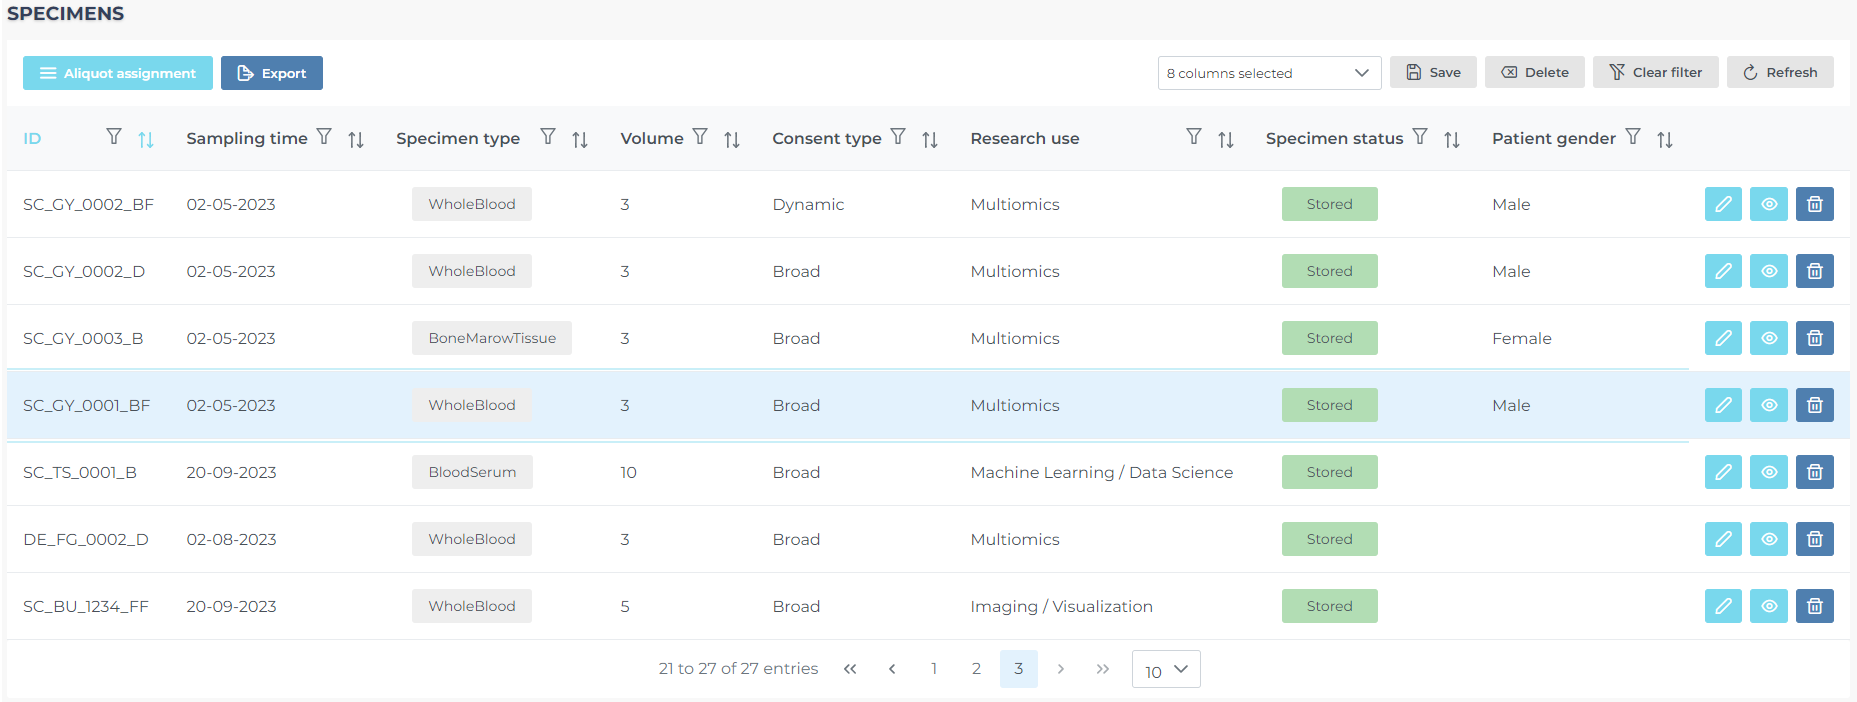 SPECIMENS
Aliquot assignment Export 8 columns selected Save Delete Clear filter Refresh
ID Sampling time Specimen type Volume Consent type Research use Specimen status Patient gender
SC_GY_0002_BF 02-05-2023 WholeBlood 3 Dynamic Multiomics Stored Male
SC_GY_0002_D 02-05-2023 WholeBlood 3 Broad Multiomics Stored Male
SC_GY_0003_B 02-05-2023 BoneMarowTissue 3 Broad Multiomics Stored Female
SC_GY_0001_BF 02-05-2023 WholeBlood 3 Broad Multiomics Stored Male
SC_TS_0001_B 20-09-2023 BloodSerum 10 Broad Machine Learning / Data Science Stored
DE_FG_0002_D 02-08-2023 WholeBlood 3 Broad Multiomics Stored
SC_BU_1234_FF 20-09-2023 WholeBlood 5 Broad Imaging / Visualization Stored
21 to 27 of 27 entries « ‹ 1 2 3 › » 10